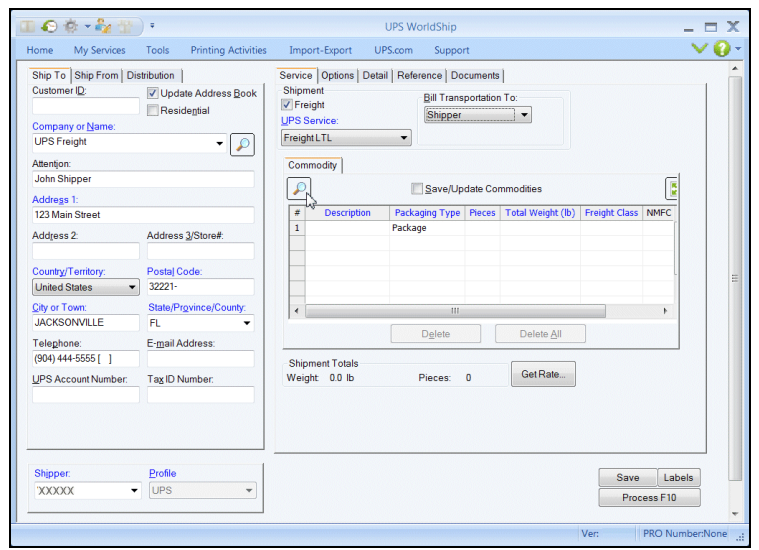 UPS WorldShip
Home My Services Tools Printing Activities Import-Export UPS.com Support
Ship To Ship From Distribution
Customer ID:
Update Address Book
Residential
Company or Name:
UPS Freight
Attention:
John Shipper
Address 1:
123 Main Street
Address 2: Address 3/Store#:
Country/Territory: Postal Code:
United States 32221-
City or Town: State/Province/County:
JACKSONVILLE FL
Telephone: E-mail Address:
(904) 444-5555 [ ]
UPS Account Number: Tax ID Number:
Shipper: Profile
'XXXXX UPS
Service Options Detail Reference Documents
Shipment
Freight
Bill Transportation To:
Shipper
UPS Service:
Freight LTL
Commodity
Save/Update Commodities
# Description Packaging Type Pieces Total Weight (lb) Freight Class NMFC
1 Package
Delete Delete All
Shipment Totals
Weight: 0.0 lb Pieces: 0 Get Rate...
Save Labels
Process F10
Ver: PRO Number:None